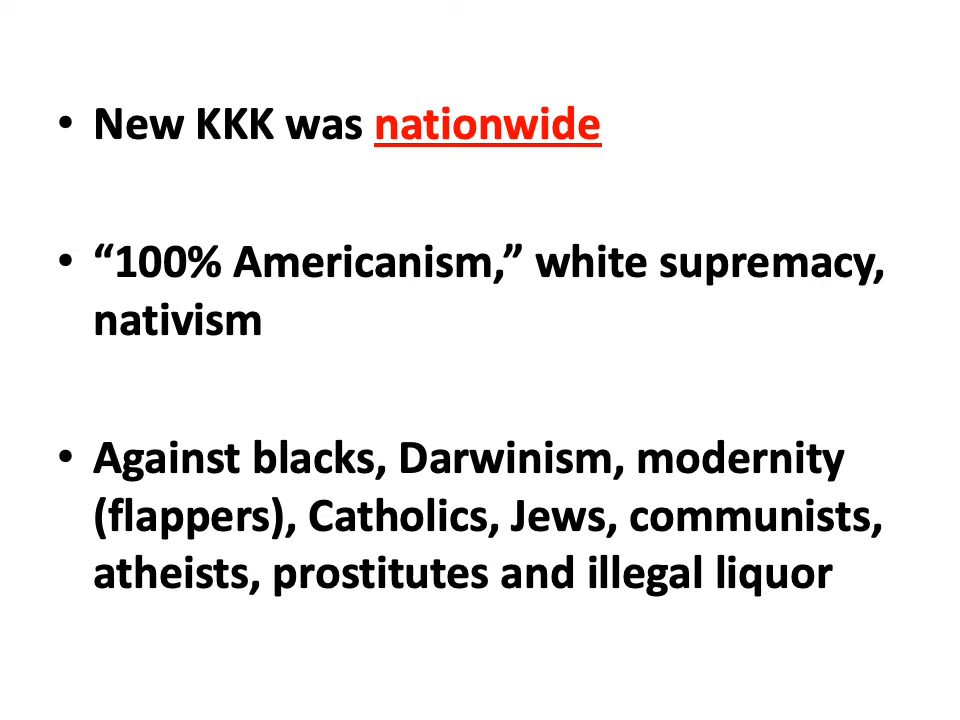 • New KKK was nationwide
• “100% Americanism,” white supremacy,
nativism
• Against blacks, Darwinism, modernity
(flappers), Catholics, Jews, communists,
atheists, prostitutes and illegal liquor